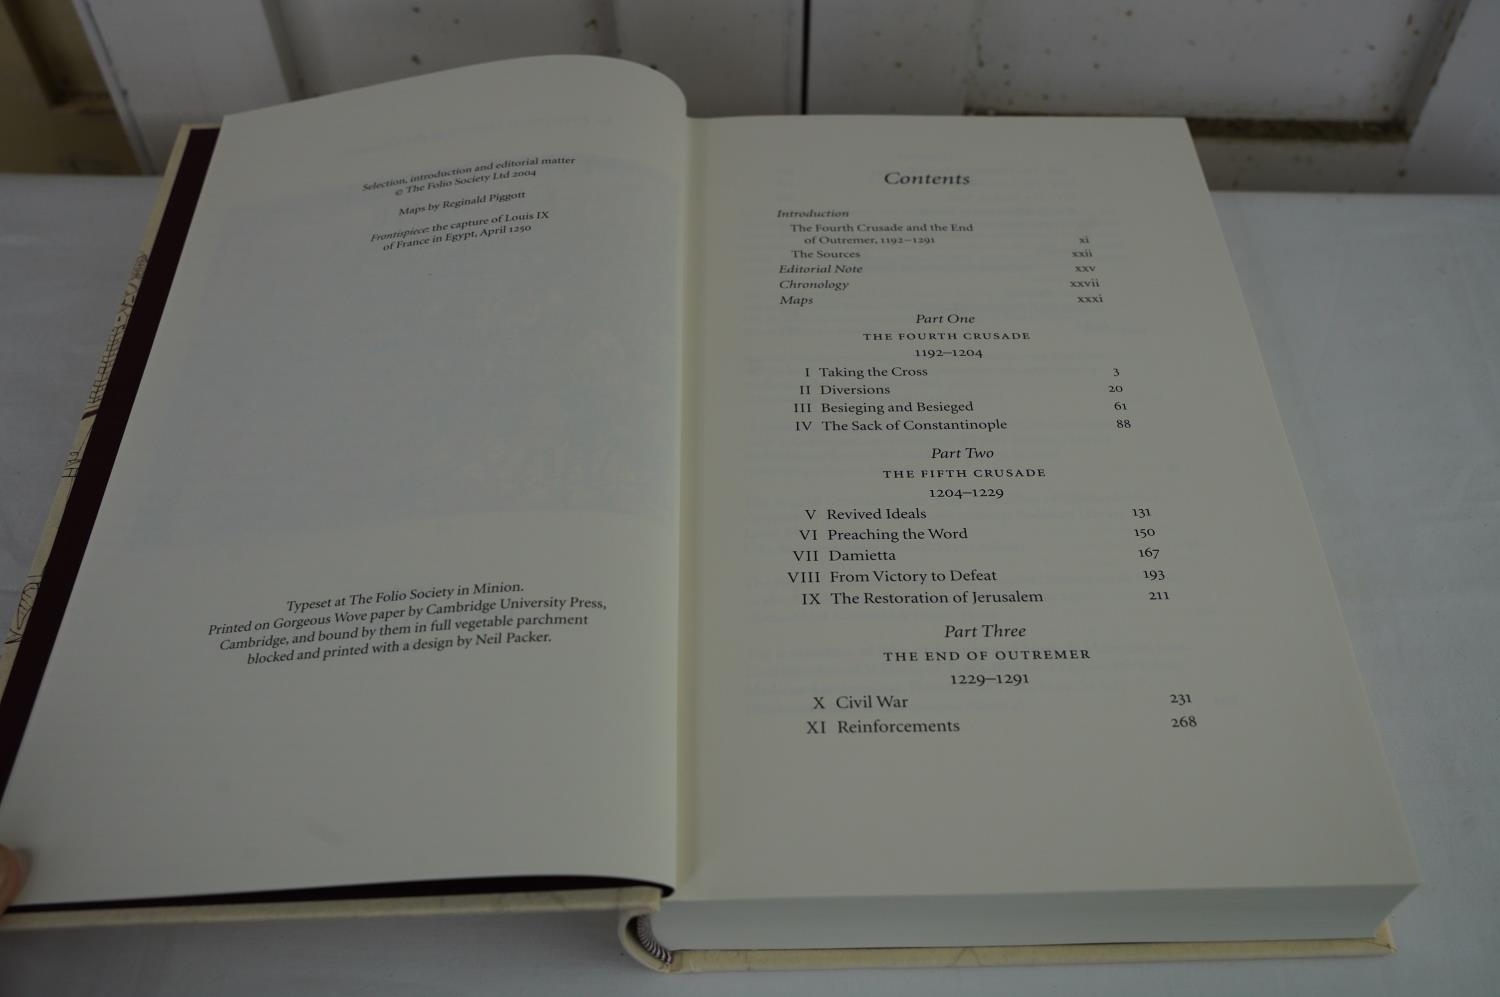 Selection, introduction and editorial matter
© The Folio Society Ltd 2004
Maps by Reginald Piggott
Frontispiece: the capture of Louis IX
of France in Egypt, April 1250
Typeset at The Folio Society in Minion.
Printed on Gorgeous Wove paper by Cambridge University Press,
Cambridge, and bound by them in full vegetable parchment
blocked and printed with a design by Neil Packer.
Contents
Introduction
The Fourth Crusade and the End
of Outremer, 1192–1291 xi
The Sources xxii
Editorial Note xxv
Chronology xxvii
Maps xxxi
Part One
THE FOURTH CRUSADE
1192–1204
I Taking the Cross 3
II Diversions 20
III Besieging and Besieged 61
IV The Sack of Constantinople 88
Part Two
THE FIFTH CRUSADE
1204–1229
V Revived Ideals 131
VI Preaching the Word 150
VII Damietta 167
VIII From Victory to Defeat 193
IX The Restoration of Jerusalem 211
Part Three
THE END OF OUTREMER
1229–1291
X Civil War 231
XI Reinforcements 268